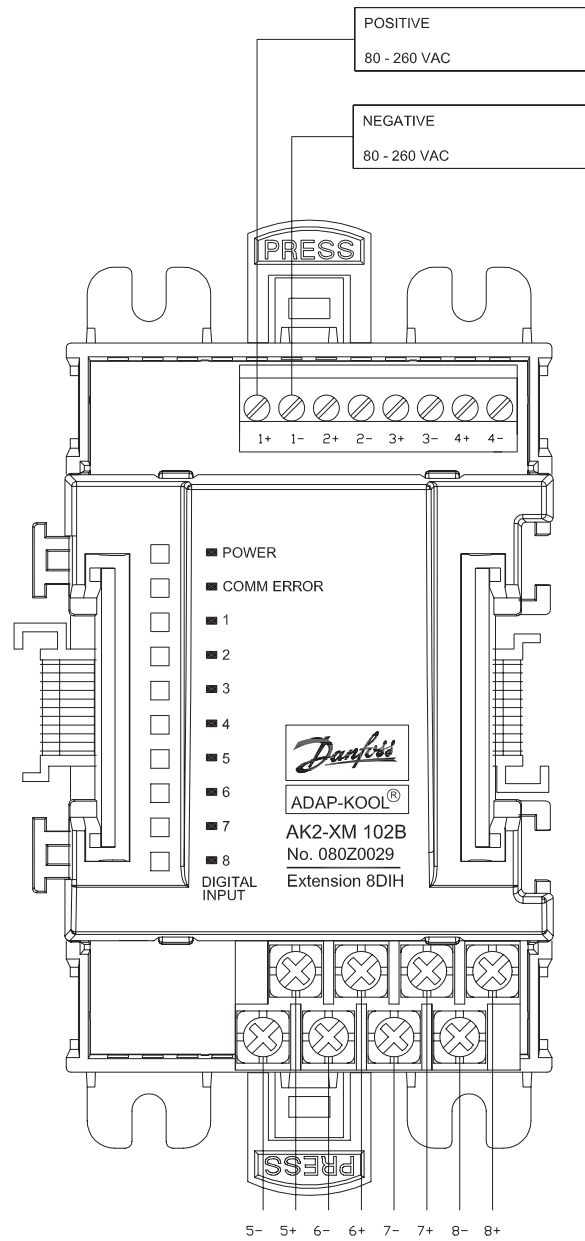 POSITIVE
80 - 260 VAC
NEGATIVE
80 - 260 VAC
PRESS
1+ 1- 2+ 2- 3+ 3- 4+ 4-
POWER
COMM ERROR
1
2
3
4
5
6
7
8
DIGITAL
INPUT
Danfoss
ADAP-KOOL®
AK2-XM 102B
No. 080Z0029
Extension 8DIH
PRESS
5- 5+ 6- 6+ 7- 7+ 8- 8+